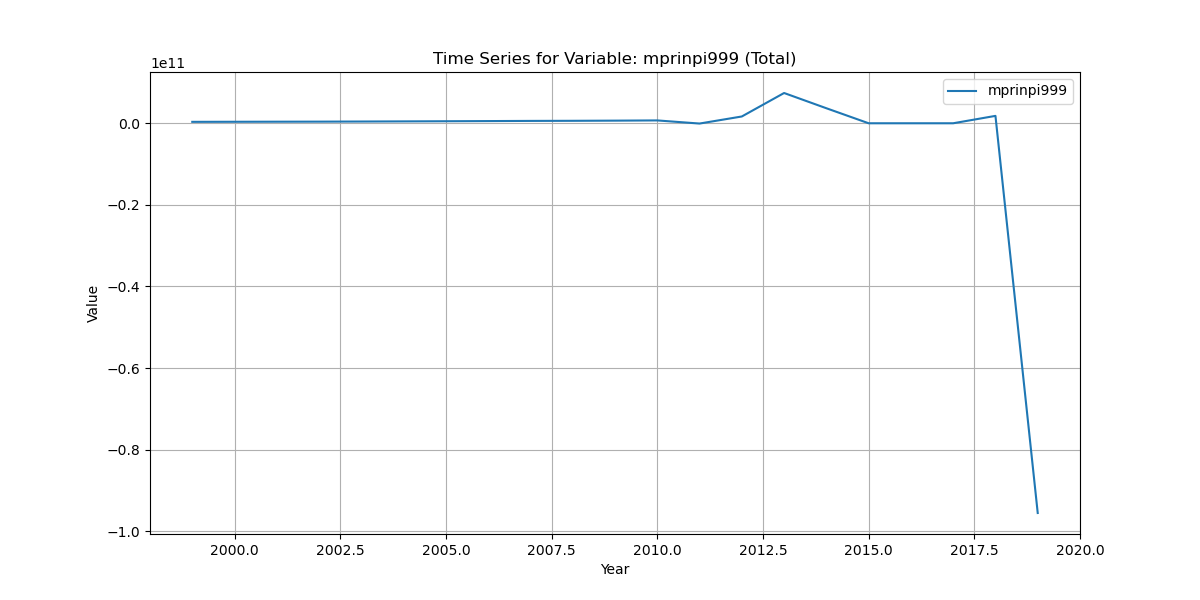 Time Series for Variable: mprinpi999 (Total)
1e11
mprinpi999
0.0
−0.2
−0.4
−0.6
−0.8
−1.0
Value
2000.0 2002.5 2005.0 2007.5 2010.0 2012.5 2015.0 2017.5 2020.0
Year